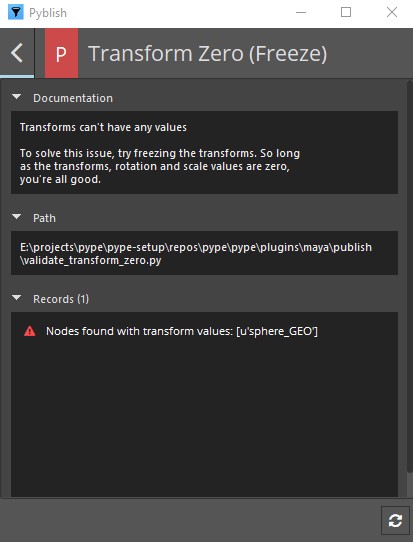 Pyblish
P Transform Zero (Freeze)
Documentation
Transforms can't have any values
To solve this issue, try freezing the transforms. So long
as the transforms, rotation and scale values are zero,
you're all good.
Path
E:\projects\pype\pype-setup\repos\pype\pype\plugins\maya\publish
\validate_transform_zero.py
Records (1)
Nodes found with transform values: [u'sphere_GEO']